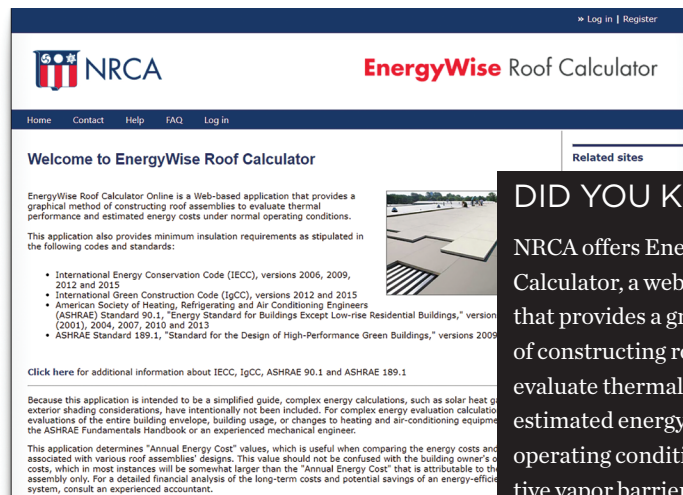 » Log in | Register
NRCA
EnergyWise Roof Calculator
Home Contact Help FAQ Log in
Welcome to EnergyWise Roof Calculator
EnergyWise Roof Calculator Online is a Web-based application that provides a
graphical method of constructing roof assemblies to evaluate thermal
performance and estimated energy costs under normal operating conditions.
This application also provides minimum insulation requirements as stipulated in
the following codes and standards:
• International Energy Conservation Code (IECC), versions 2006, 2009,
2012 and 2015
• International Green Construction Code (IgCC), versions 2012 and 2015
• American Society of Heating, Refrigerating and Air Conditioning Engineers
(ASHRAE) Standard 90.1, "Energy Standard for Buildings Except Low-rise Residential Buildings," version
(2001), 2004, 2007, 2010 and 2013
• ASHRAE Standard 189.1, "Standard for the Design of High-Performance Green Buildings," versions 2009
Click here for additional information about IECC, IgCC, ASHRAE 90.1 and ASHRAE 189.1
Because this application is intended to be a simplified guide, complex energy calculations, such as solar heat
exterior shading considerations, have intentionally not been included. For complex energy evaluation
evaluations of the entire building envelope, building usage, or changes to heating and air-conditioning
the ASHRAE Fundamentals Handbook or an experienced mechanical engineer.
This application determines "Annual Energy Cost" values, which is useful when comparing the energy costs and
associated with various roof assemblies' designs. This value should not be confused with the building owner's
costs, which in most instances will be somewhat larger than the "Annual Energy Cost" that is attributable to
assembly only. For a detailed financial analysis of the long-term costs and potential savings of an
system, consult an experienced accountant.
Related sites
DID YOU K
NRCA offers Ene
Calculator, a web
that provides a gr
of constructing ro
evaluate thermal
estimated energy
operating conditi
tive vapor barrier